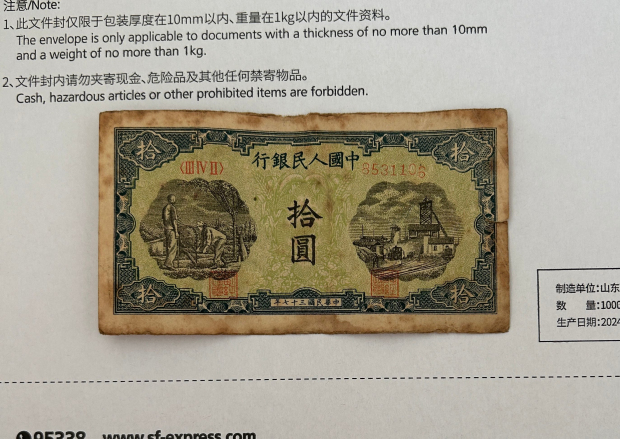 注意/Note:
1、此文件封仅限于包装厚度在10mm以内、重量在1kg以内的文件资料。
The envelope is only applicable to documents with a thickness of no more than 10mm
and a weight of no more than 1kg.
2、文件封内请勿夹寄现金、危险品及其他任何禁寄物品。
Cash, hazardous articles or other prohibited items are forbidden.
拾
拾
行銀民人國中
〈ⅢⅣⅡ〉
拾
圓
拾
拾
年七十三國民華中
制造单位:山东
数 量:1000
生产日期:2024
95338 www.sf-express.com